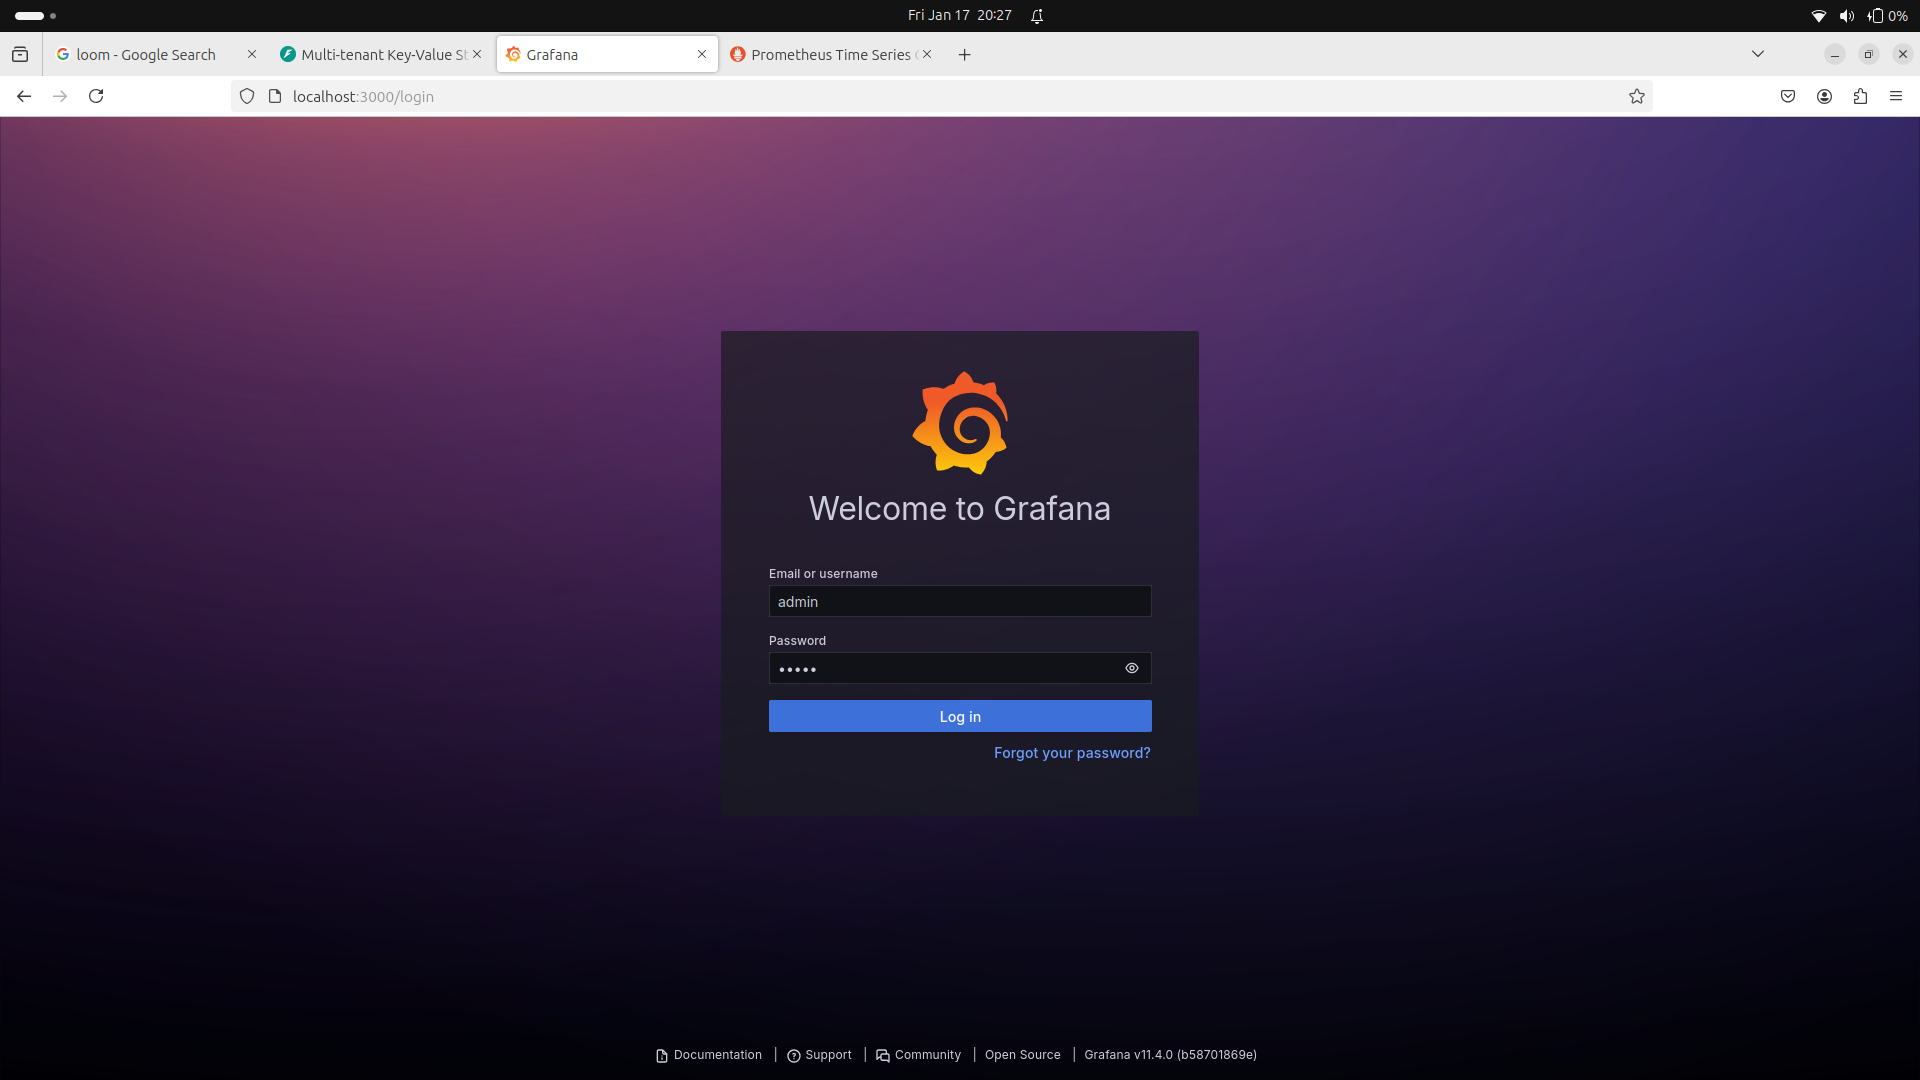 Fri Jan 17 20:27
0%
loom - Google Search
Multi-tenant Key-Value St
Grafana
Prometheus Time Series
localhost:3000/login
Welcome to Grafana
Email or username
admin
Password
•••••
Log in
Forgot your password?
Documentation | Support | Community | Open Source | Grafana v11.4.0 (b58701869e)